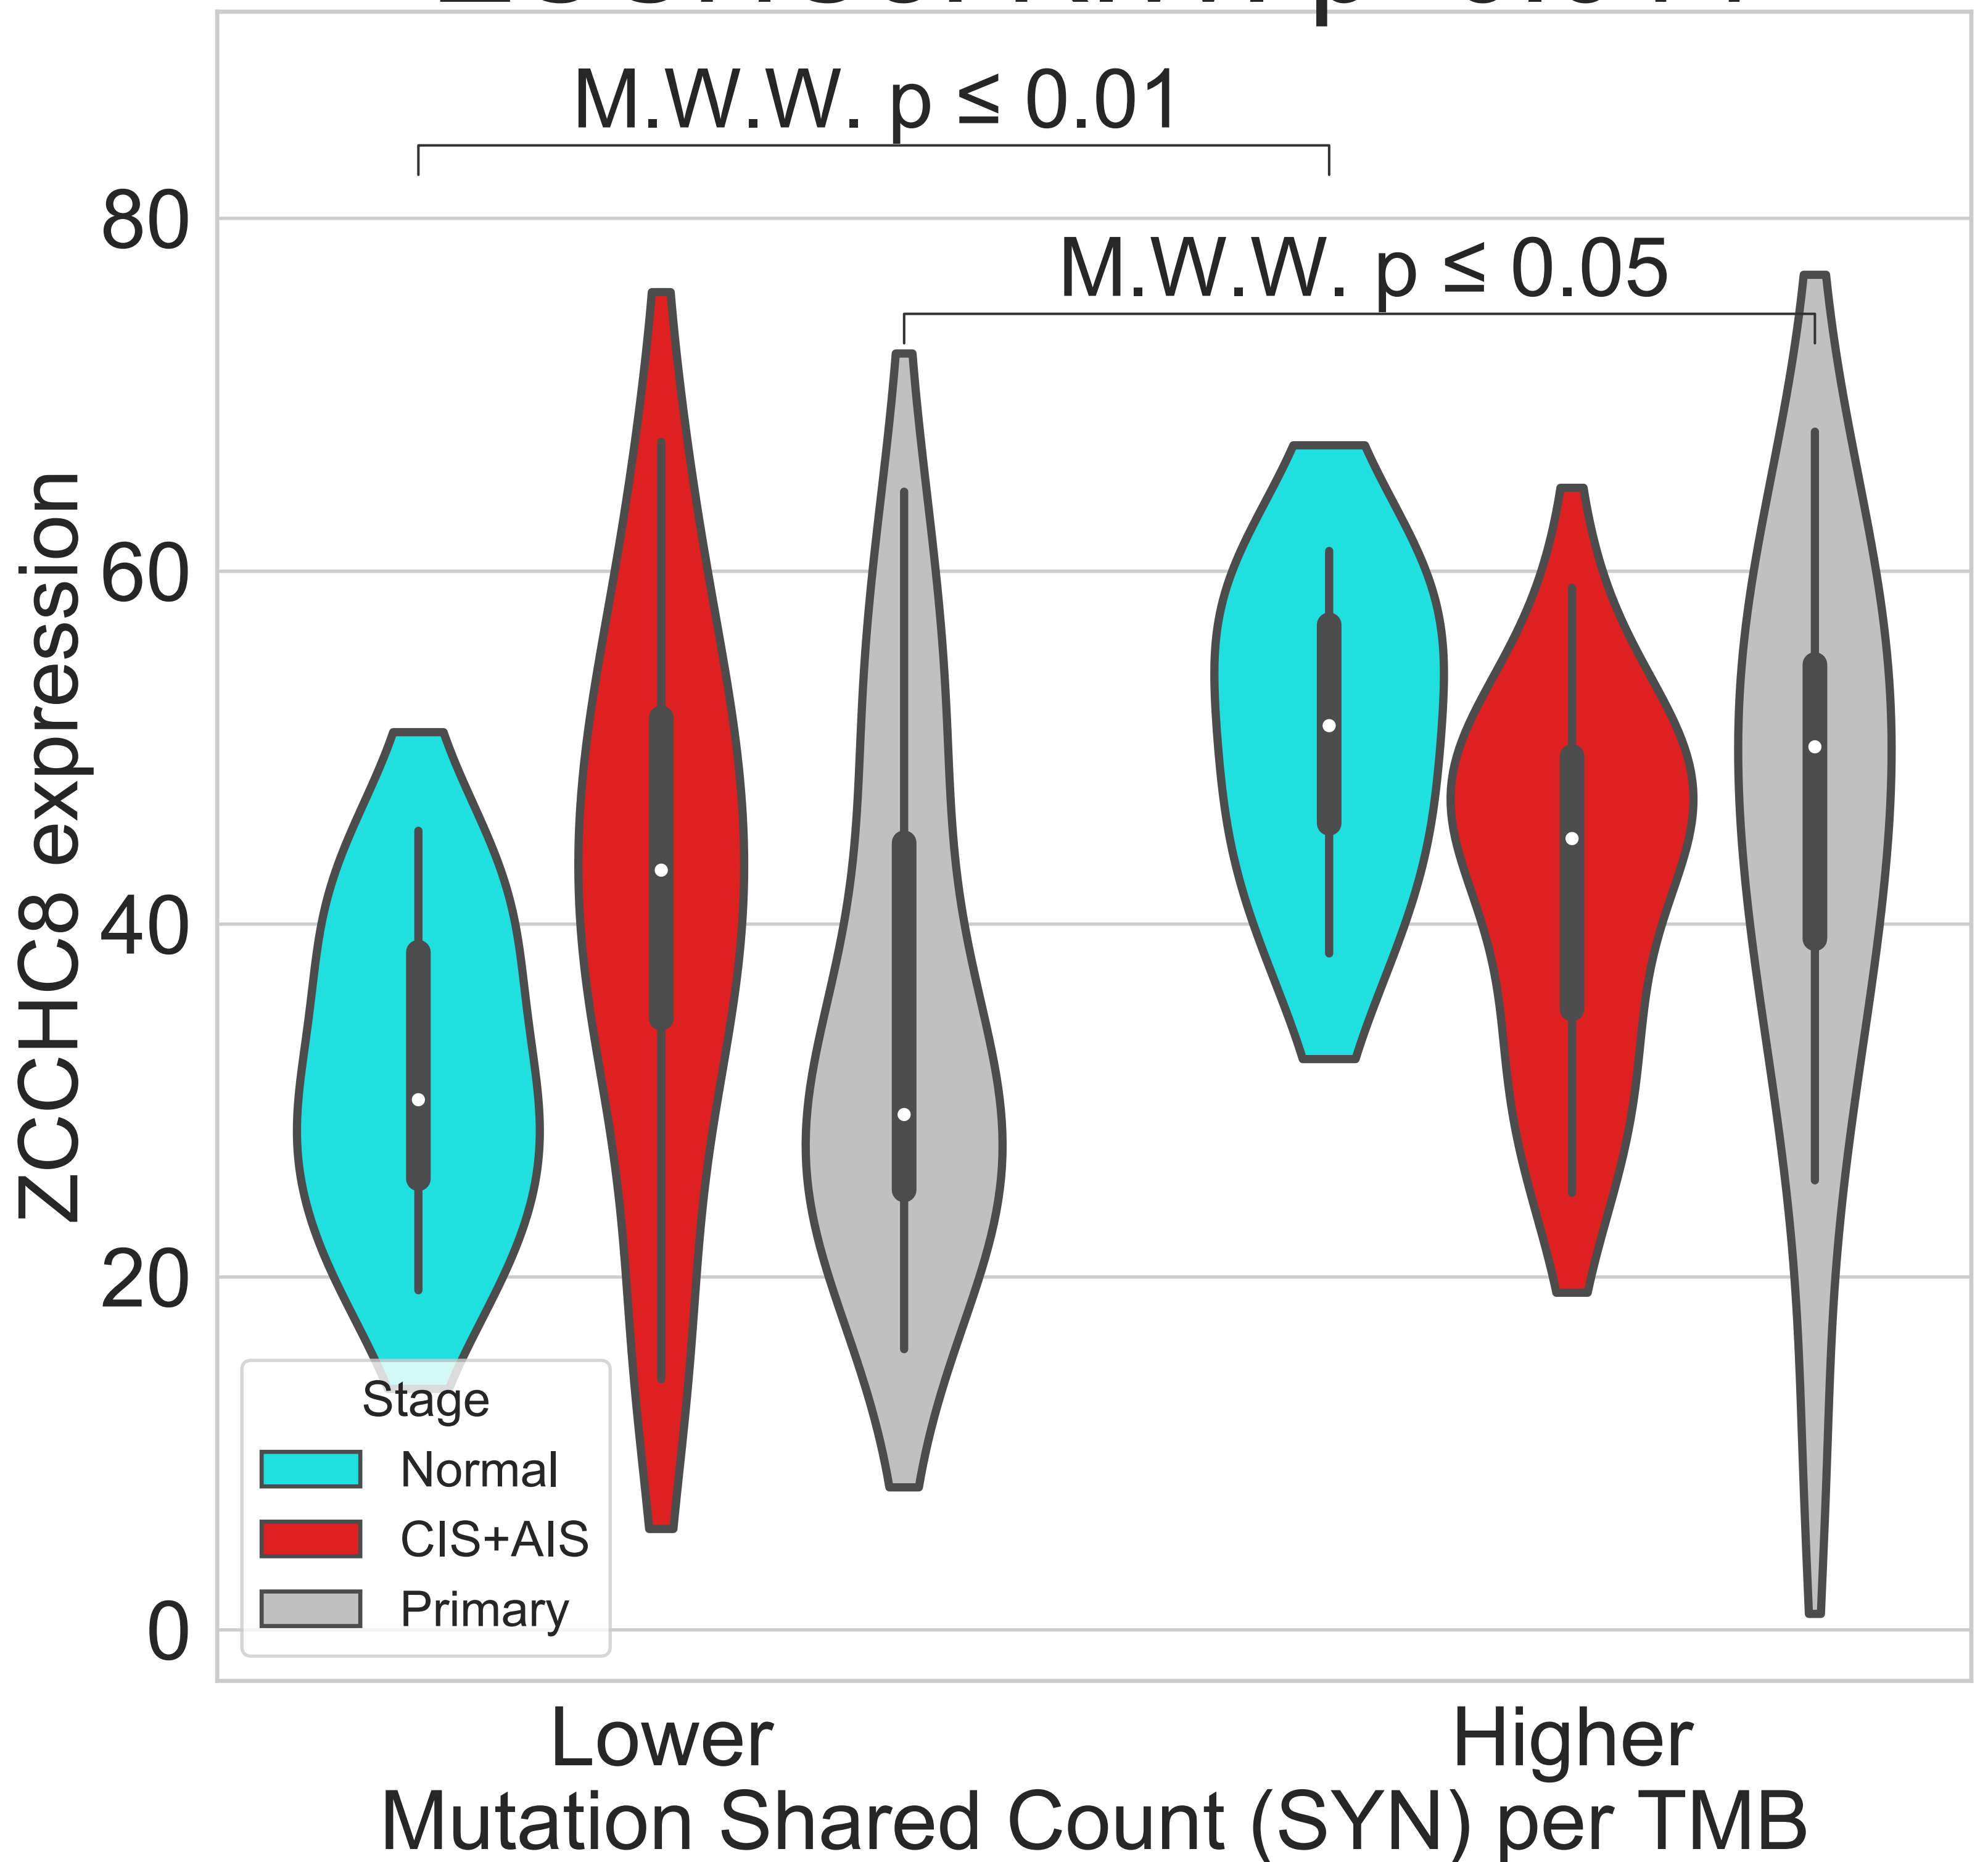 M.W.W. p ≤ 0.01
80
M.W.W. p ≤ 0.05
60
ZCCHC8 expression
40
20
Stage
Normal
CIS+AIS
Primary
0
Lower
Higher
Mutation Shared Count (SYN) per TMB